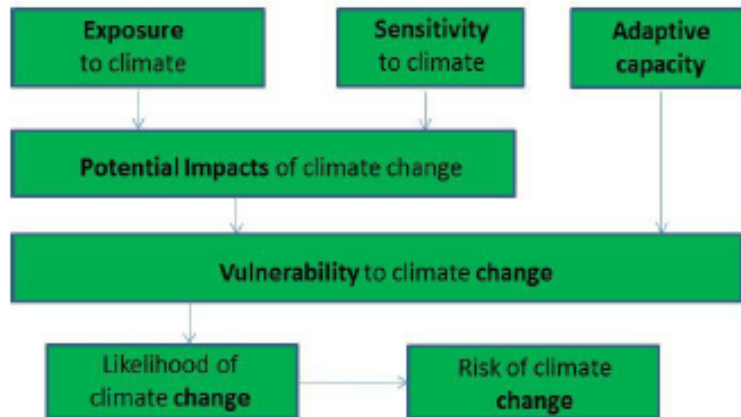 Exposure
to climate
Sensitivity
to climate
Adaptive
capacity
Potential Impacts of climate change
Vulnerability to climate change
Likelihood of
climate change
Risk of climate
change